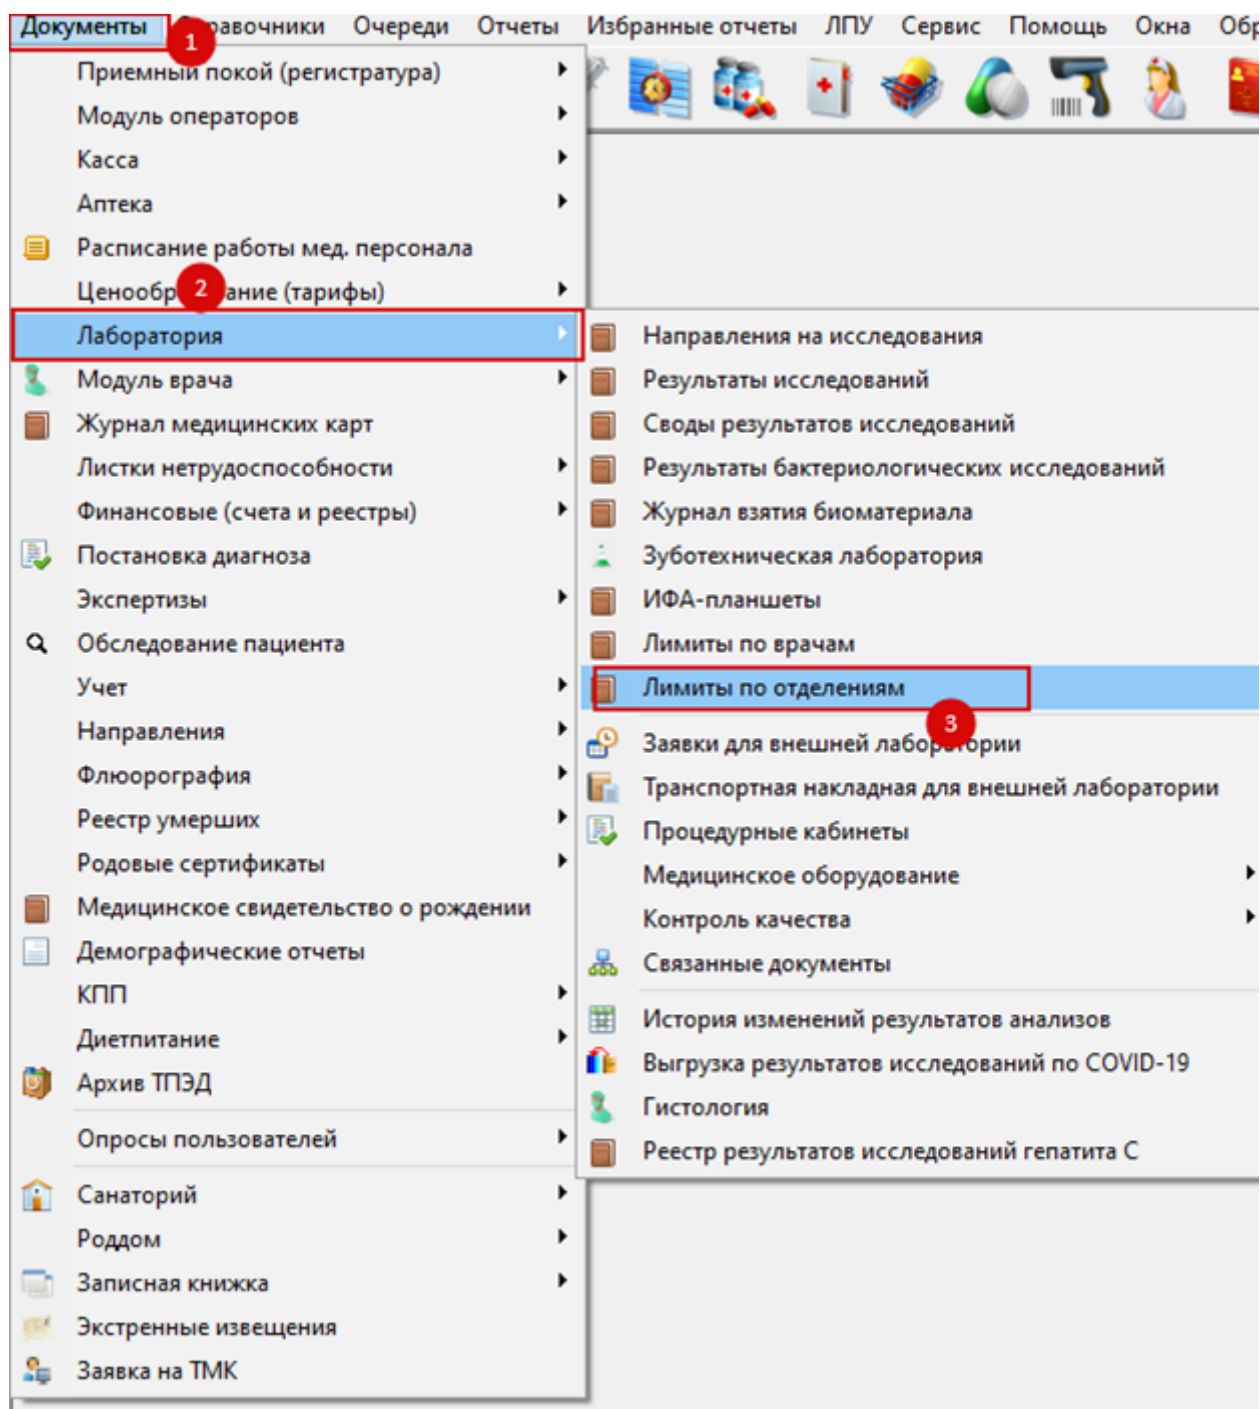 Документы Справочники Очереди Отчеты Избранные отчеты ЛПУ Сервис Помощь Окна
1
Приемный покой (регистратура)
Модуль операторов
Касса
Аптека
Расписание работы мед. персонала
2
Ценообразование (тарифы)
Лаборатория
Модуль врача
Журнал медицинских карт
Листки нетрудоспособности
Финансовые (счета и реестры)
Постановка диагноза
Экспертизы
Обследование пациента
Учет
Направления
Флюорография
Реестр умерших
Родовые сертификаты
Медицинское свидетельство о рождении
Демографические отчеты
КПП
Диетпитание
Архив ТПЭД
Опросы пользователей
Санаторий
Роддом
Записная книжка
Экстренные извещения
Заявка на ТМК
Направления на исследования
Результаты исследований
Своды результатов исследований
Результаты бактериологических исследований
Журнал взятия биоматериала
Зуботехническая лаборатория
ИФА-планшеты
Лимиты по врачам
Лимиты по отделениям
3
Заявки для внешней лаборатории
Транспортная накладная для внешней лаборатории
Процедурные кабинеты
Медицинское оборудование
Контроль качества
Связанные документы
История изменений результатов анализов
Выгрузка результатов исследований по COVID-19
Гистология
Реестр результатов исследований гепатита С